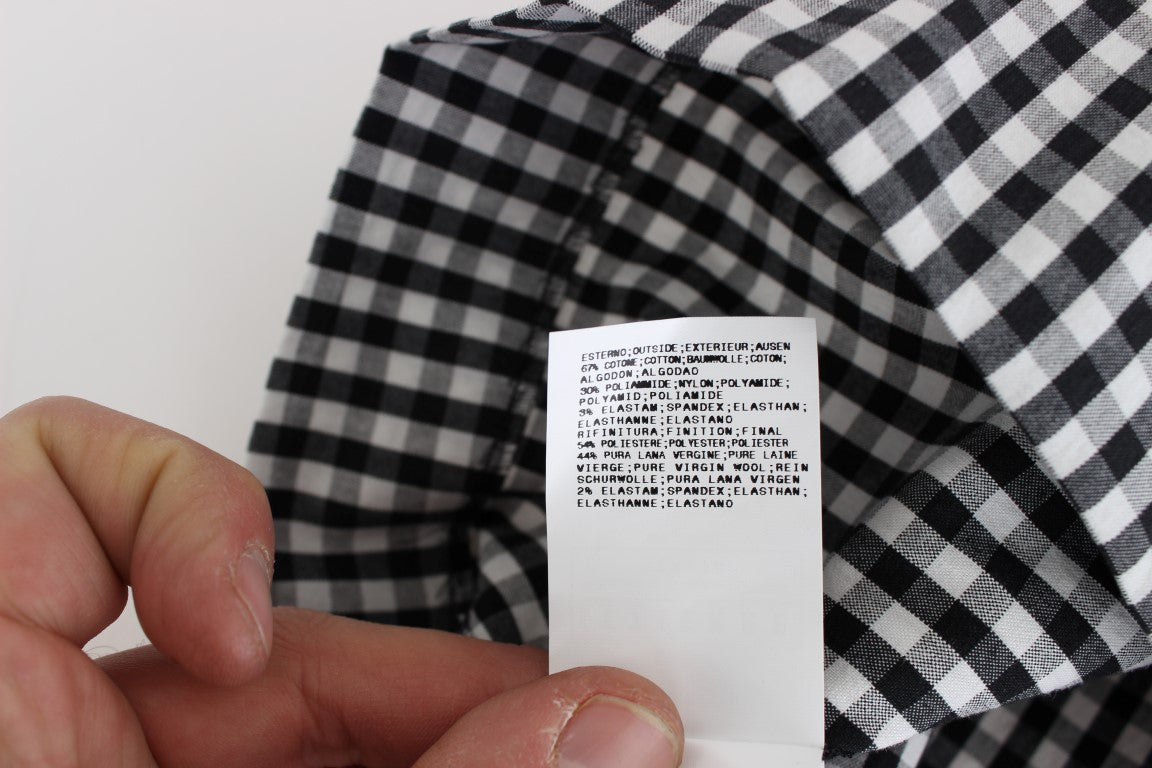 ESTERNO;OUTSIDE;EXTERIEUR;AUSEN
67% COTONE;COTTON;BAUMWOLLE;COTON;
ALGODON;ALGODAO
30% POLIAMMIDE;NYLON;POLYAMIDE;
POLYAMID;POLIAMIDE
3% ELASTAM;SPANDEX;ELASTHAN;
ELASTHANNE;ELASTANO
RIFINITURA;FINITION;FINAL
54% POLIESTERE;POLYESTER;POLIESTER
44% PURA LANA VERGINE;PURE LAINE
VIERGE;PURE VIRGIN WOOL;REIN
SCHURWOLLE;PURA LANA VIRGEN
2% ELASTAM;SPANDEX;ELASTHAN;
ELASTHANNE;ELASTANO